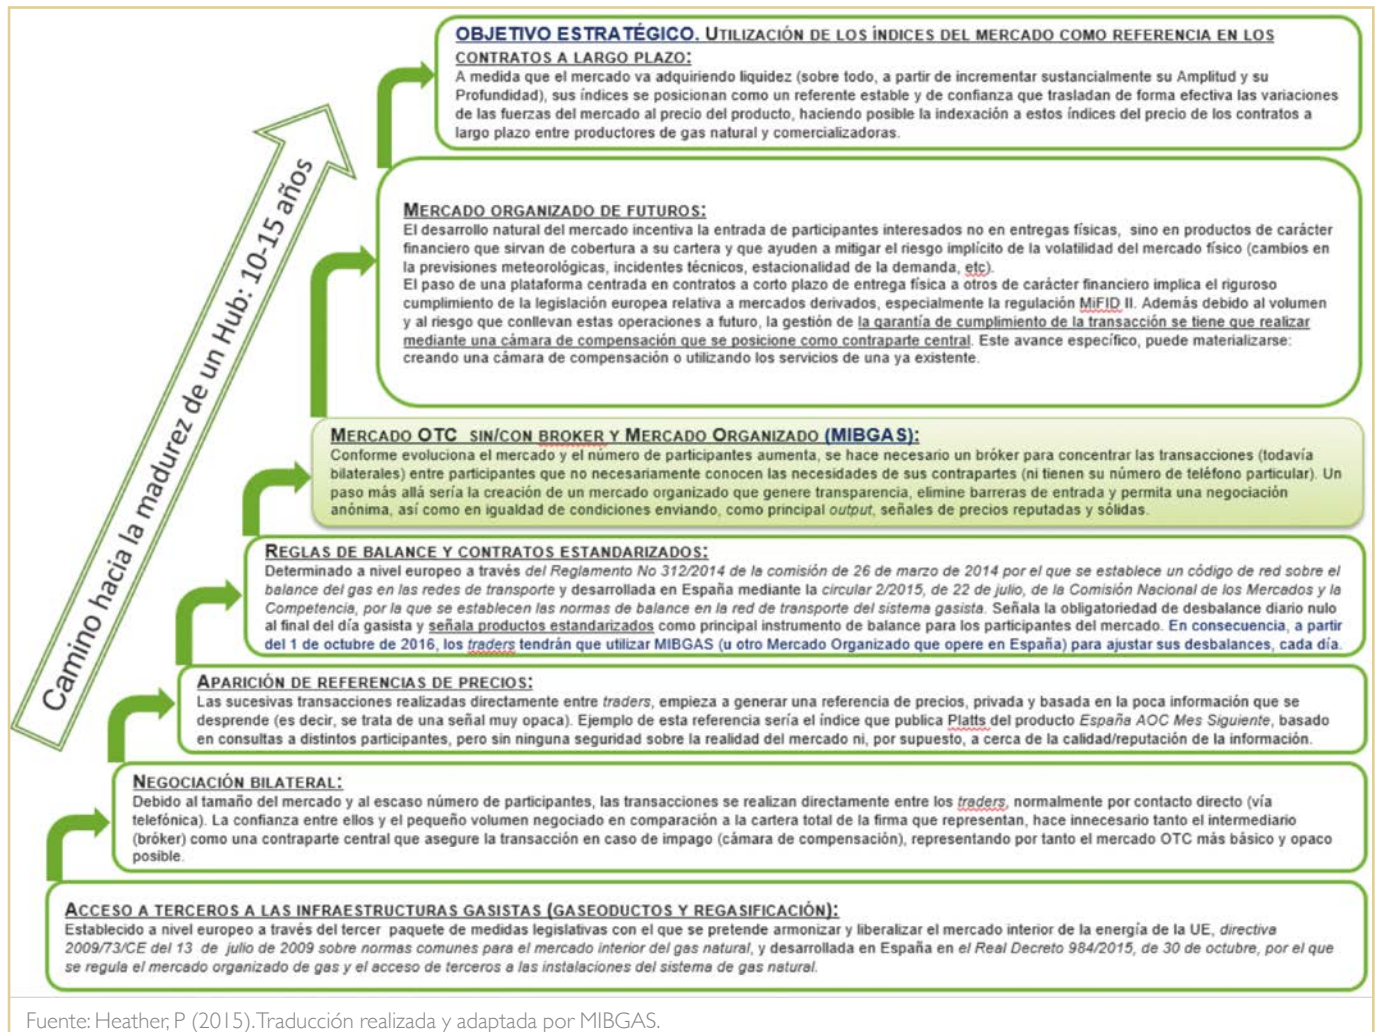 OBJETIVO ESTRATÉGICO. UTILIZACIÓN DE LOS ÍNDICES DEL MERCADO COMO REFERENCIA EN LOS
CONTRATOS A LARGO PLAZO:
A medida que el mercado va adquiriendo liquidez (sobre todo, a partir de incrementar sustancialmente su Amplitud y su
Profundidad), sus índices se posicionan como un referente estable y de confianza que trasladan de forma efectiva las variaciones
de las fuerzas del mercado al precio del producto, haciendo posible la indexación a estos índices del precio de los contratos a
largo plazo entre productores de gas natural y comercializadoras.
Camino hacia la madurez de un Hub: 10-15 años
MERCADO ORGANIZADO DE FUTUROS:
El desarrollo natural del mercado incentiva la entrada de participantes interesados no en entregas físicas, sino en productos de carácter
financiero que sirvan de cobertura a su cartera y que ayuden a mitigar el riesgo implícito de la volatilidad del mercado físico (cambios en
la previsiones meteorológicas, incidentes técnicos, estacionalidad de la demanda, etc).
El paso de una plataforma centrada en contratos a corto plazo de entrega física a otros de carácter financiero implica el riguroso
cumplimiento de la legislación europea relativa a mercados derivados, especialmente la regulación MiFID II. Además debido al volumen
y al riesgo que conllevan estas operaciones a futuro, la gestión de la garantía de cumplimiento de la transacción se tiene que realizar
mediante una cámara de compensación que se posicione como contraparte central. Este avance específico, puede materializarse:
creando una cámara de compensación o utilizando los servicios de una ya existente.
MERCADO OTC SIN/CON BROKER Y MERCADO ORGANIZADO (MIBGAS):
Conforme evoluciona el mercado y el número de participantes aumenta, se hace necesario un bróker para concentrar las transacciones (todavía
bilaterales) entre participantes que no necesariamente conocen las necesidades de sus contrapartes (ni tienen su número de teléfono particular). Un
paso más allá sería la creación de un mercado organizado que genere transparencia, elimine barreras de entrada y permita una negociación
anónima, así como en igualdad de condiciones enviando, como principal output, señales de precios reputadas y sólidas.
REGLAS DE BALANCE Y CONTRATOS ESTANDARIZADOS:
Determinado a nivel europeo a través del Reglamento No 312/2014 de la comisión de 26 de marzo de 2014 por el que se establece un código de red sobre el
balance del gas en las redes de transporte y desarrollada en España mediante la circular 2/2015, de 22 de julio, de la Comisión Nacional de los Mercados y la
Competencia, por la que se establecen las normas de balance en la red de transporte del sistema gasista. Señala la obligatoriedad de desbalance diario nulo
al final del día gasista y señala productos estandarizados como principal instrumento de balance para los participantes del mercado. En consecuencia, a partir
del 1 de octubre de 2016, los traders tendrán que utilizar MIBGAS (u otro Mercado Organizado que opere en España) para ajustar sus desbalances, cada día.
APARICIÓN DE REFERENCIAS DE PRECIOS:
Las sucesivas transacciones realizadas directamente entre traders, empieza a generar una referencia de precios, privada y basada en la poca información que se
desprende (es decir, se trata de una señal muy opaca). Ejemplo de esta referencia sería el índice que publica Platts del producto España AOC Mes Siguiente, basado
en consultas a distintos participantes, pero sin ninguna seguridad sobre la realidad del mercado ni, por supuesto, a cerca de la calidad/reputación de la información.
NEGOCIACIÓN BILATERAL:
Debido al tamaño del mercado y al escaso número de participantes, las transacciones se realizan directamente entre los traders, normalmente por contacto directo (vía
telefónica). La confianza entre ellos y el pequeño volumen negociado en comparación a la cartera total de la firma que representan, hace innecesario tanto el intermediario
(bróker) como una contraparte central que asegure la transacción en caso de impago (cámara de compensación), representando por tanto el mercado OTC más básico y opaco
posible.
ACCESO A TERCEROS A LAS INFRAESTRUCTURAS GASISTAS (GASEODUCTOS Y REGASIFICACIÓN):
Establecido a nivel europeo a través del tercer paquete de medidas legislativas con el que se pretende armonizar y liberalizar el mercado interior de la energía de la UE, directiva
2009/73/CE del 13 de julio de 2009 sobre normas comunes para el mercado interior del gas natural, y desarrollada en España en el Real Decreto 984/2015, de 30 de octubre, por el que
se regula el mercado organizado de gas y el acceso de terceros a las instalaciones del sistema de gas natural.
Fuente: Heather, P (2015). Traducción realizada y adaptada por MIBGAS.